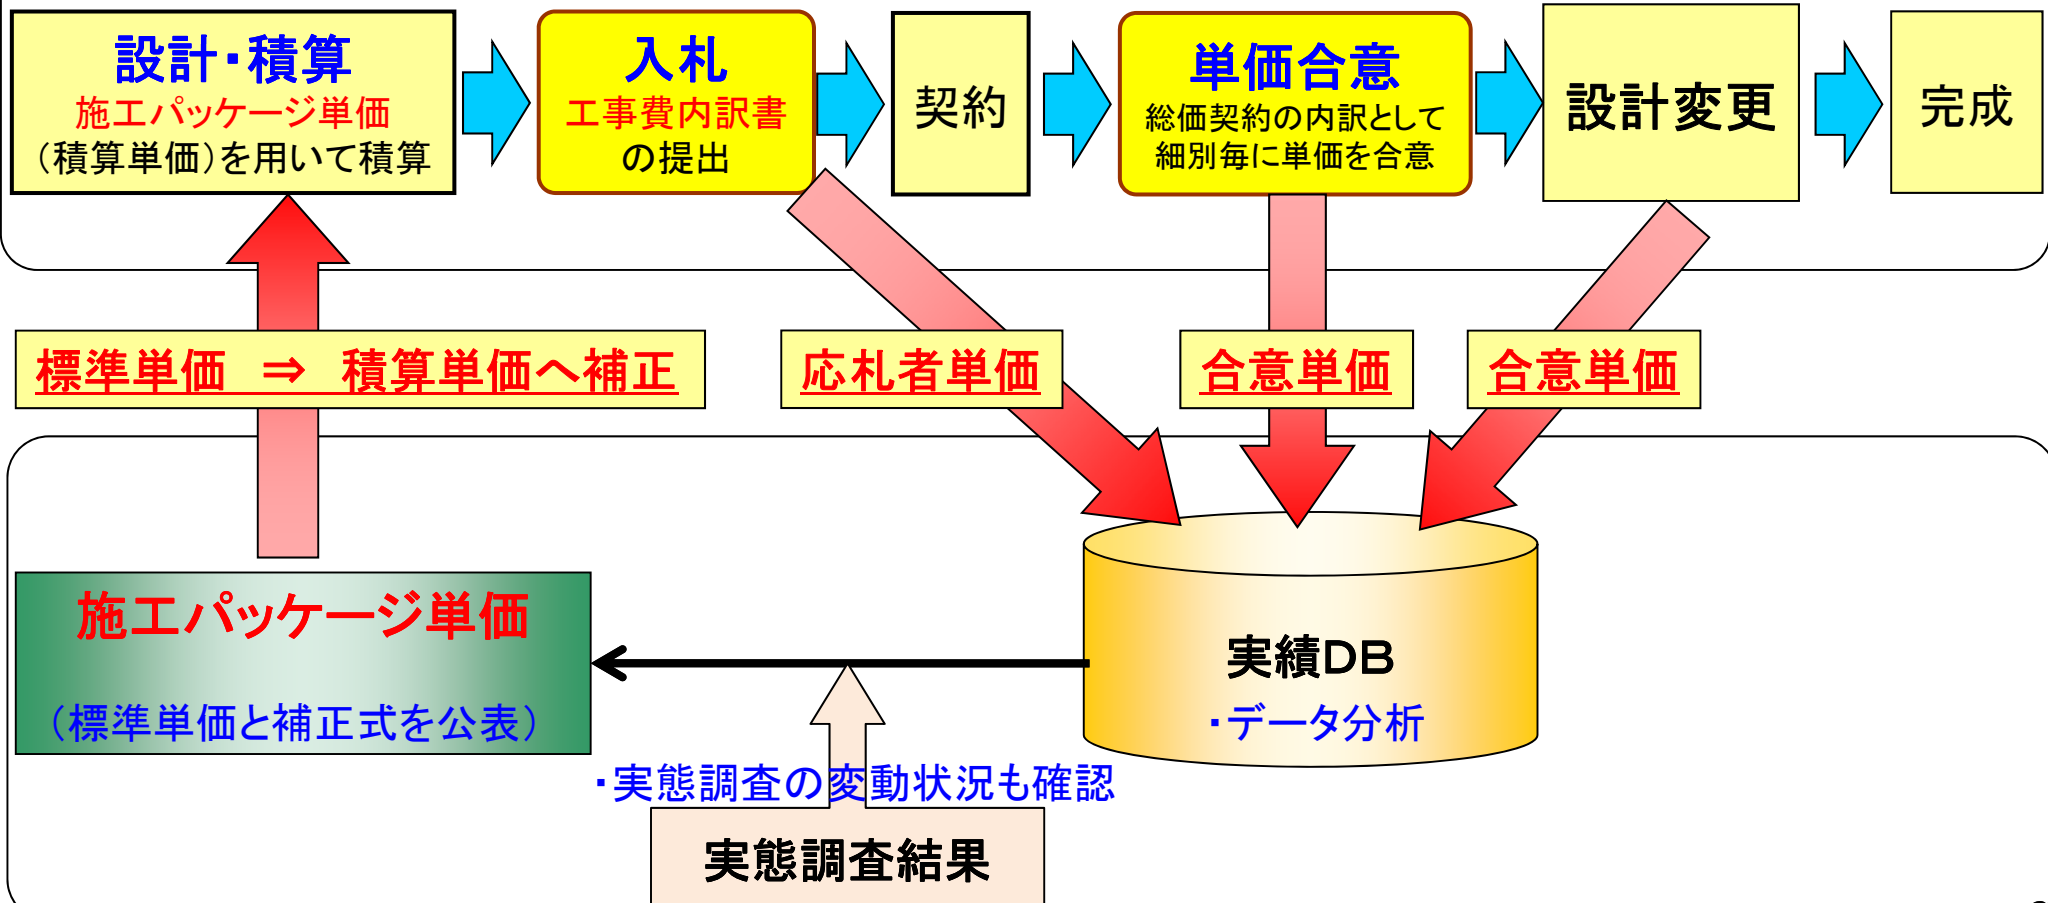 設計・積算
施工パッケージ単価
（積算単価）を用いて積算
入札
工事費内訳書
の提出
契約
単価合意
総価契約の内訳として
細別毎に単価を合意
設計変更
完成
標準単価　⇒　積算単価へ補正
応札者単価
合意単価
合意単価
施工パッケージ単価
（標準単価と補正式を公表）
実績ＤＢ
・データ分析
・実態調査の変動状況も確認
実態調査結果